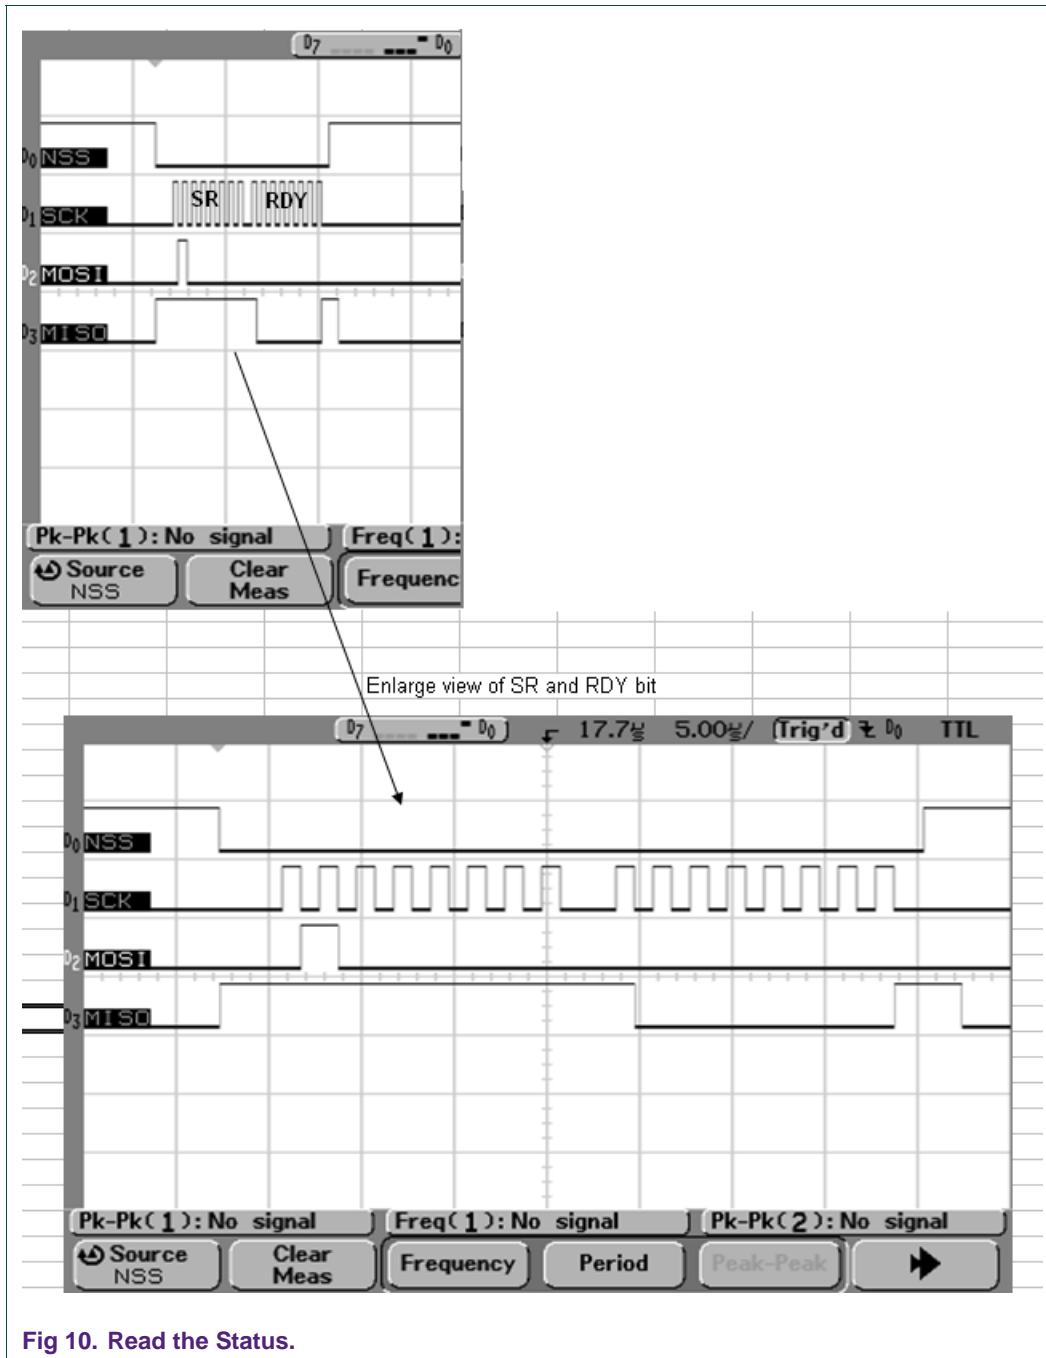 D7 D0
D0 NSS
SR RDY
D1 SCK
D2 MOSI
D3 MISO
Pk-Pk(1): No signal Freq(1):
Source Clear Frequenc
NSS Meas
Enlarge view of SR and RDY bit
D7 D0 17.7us 5.00us/ Trig'd D0 TTL
D0 NSS
D1 SCK
D2 MOSI
D3 MISO
Pk-Pk(1): No signal Freq(1): No signal Pk-Pk(2): No signal
Source Clear Frequency Period Peak-Peak
NSS Meas
Fig 10. Read the Status.